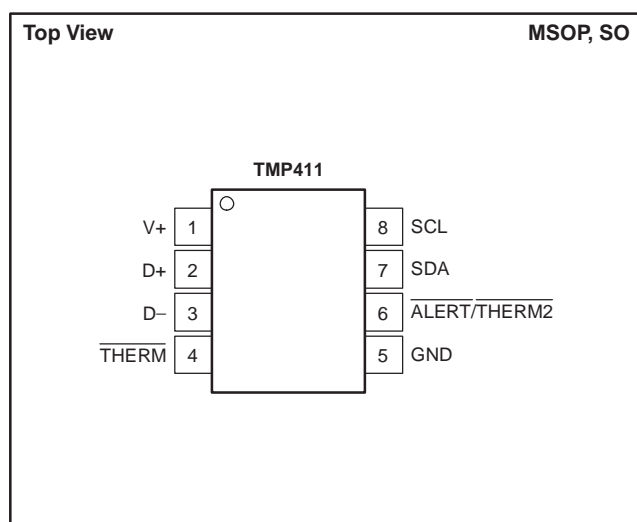 Top View MSOP, SO
TMP411
V+ 1 8 SCL
D+ 2 7 SDA
D− 3 6 ALERT/THERM2
THERM 4 5 GND